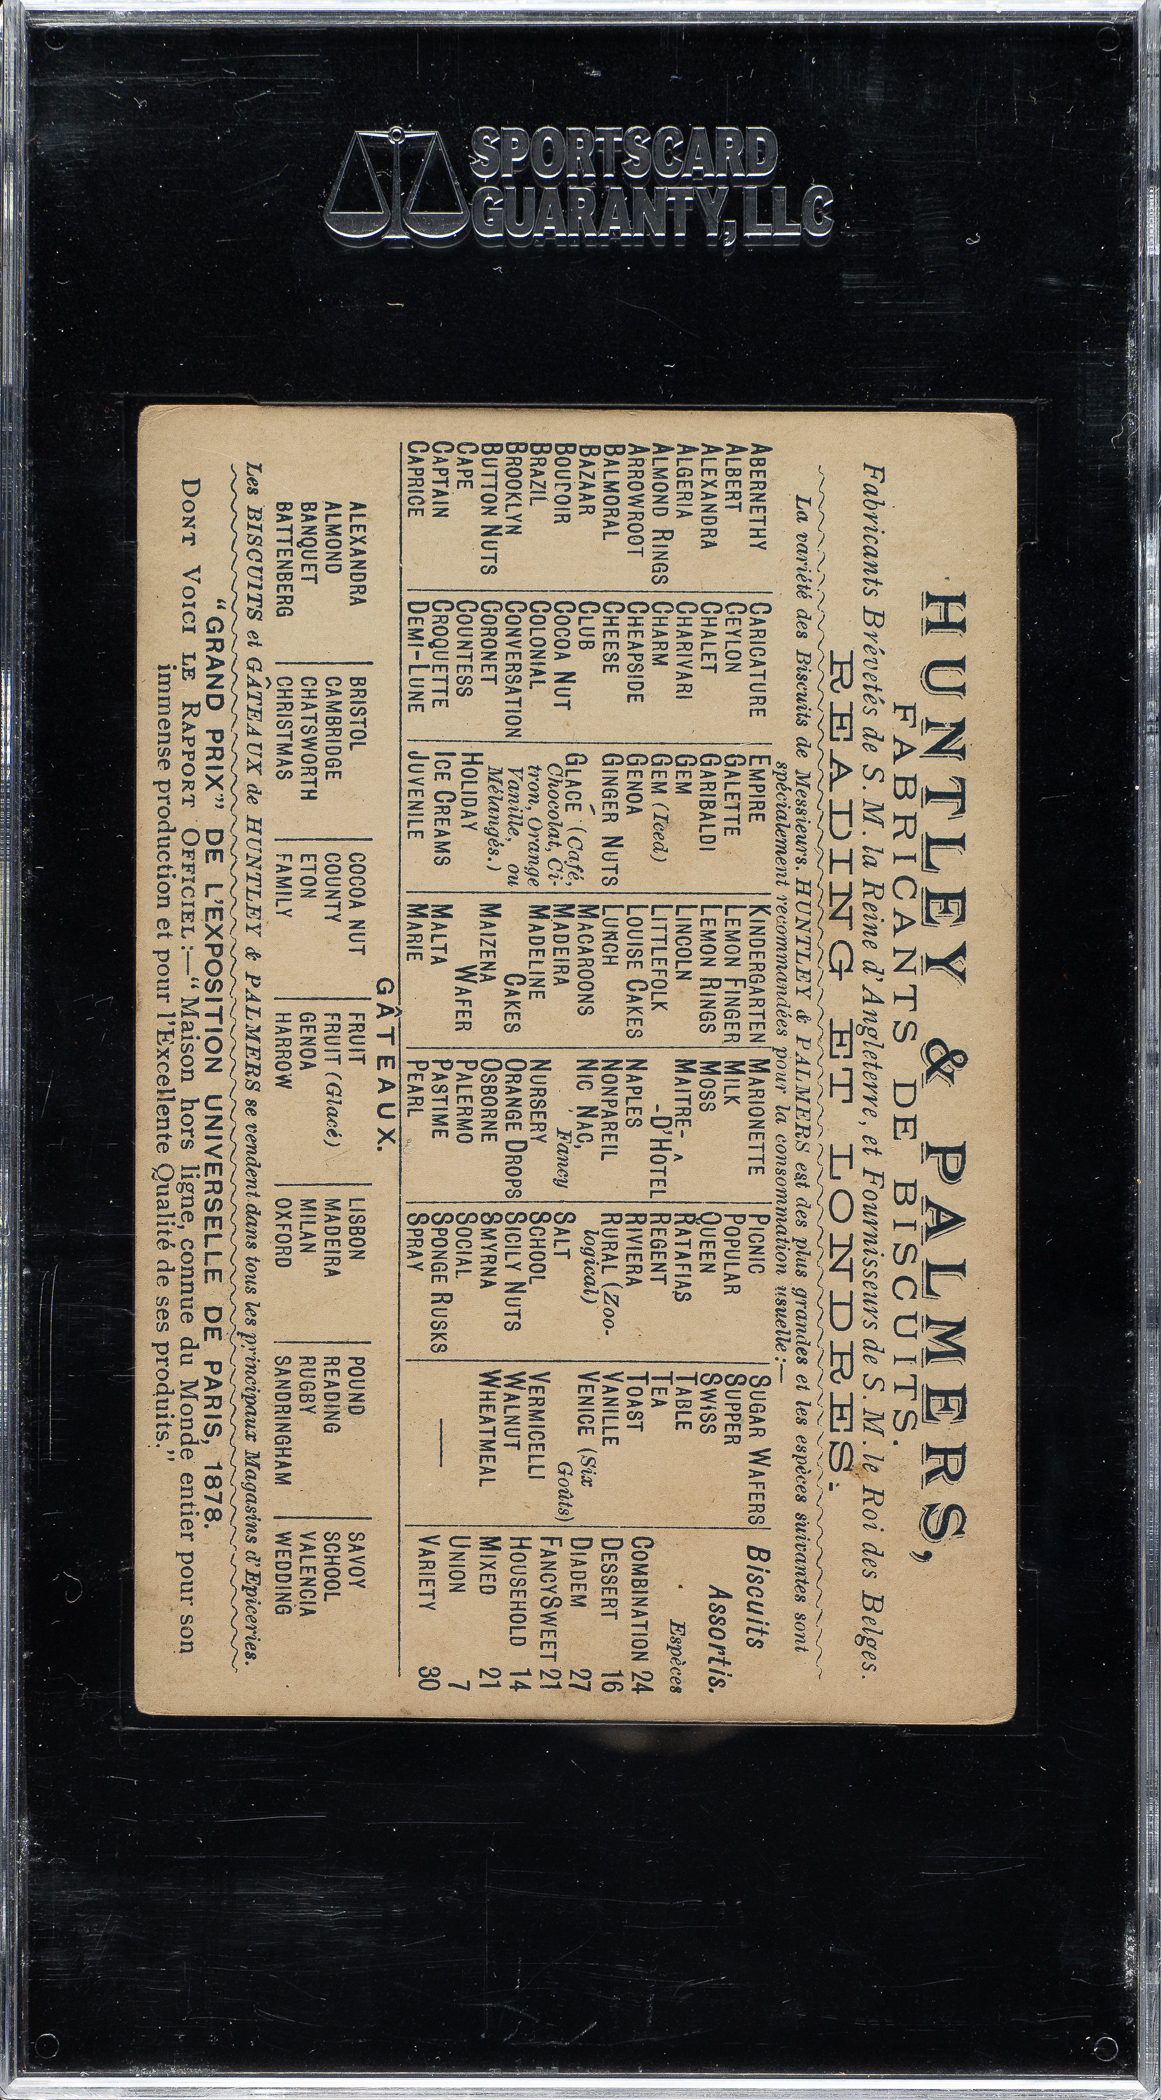 SPORTSCARD
GUARANTY, LLC
HUNTLEY & PALMERS,
FABRICANTS DE BISCUITS.
READING ET LONDRES.
Fabricants Brévetés de S. M. la Reine d'Angleterre, et Fournisseurs de S. M. le Roi des Belges.
La variété des Biscuits de Messieurs. HUNTLEY & PALMERS est des plus grandes et les espèces suivantes sont
spécialement recommandées pour la consommation usuelle:—
ABERNETHY
ALBERT
ALEXANDRA
ALGERIA
ALMOND RINGS
ARROWROOT
BALMORAL
BAZAAR
BOUDOIR
BRAZIL
BROOKLYN
BUTTON NUTS
CAPE
CAPTAIN
CAPRICE
CARICATURE
CEYLON
CHALET
CHARIVARI
CHARM
CHEAPSIDE
CHEESE
CLUB
COCOA NUT
COLONIAL
CONVERSATION
CORONET
COUNTESS
CROQUETTE
DEMI-LUNE
EMPIRE
GALETTE
GARIBALDI
GEM
GEM (Iced)
GENOA
GINGER NUTS
GLACÉ (Café,
Chocolat, Ci-
tron, Orange
Vanille, ou
Mélangés.)
HOLIDAY
ICE CREAMS
JUVENILE
KINDERGARTEN
LEMON FINGER
LEMON RINGS
LINCOLN
LITTLEFOLK
LOUISE CAKES
LUNCH
MACAROONS
MADEIRA
MADELINE
CAKES
MAIZENA
WAFER
MALTA
MARIE
MARIONETTE
MILK
MOSS
MAITRE-
-D'HÔTEL
NAPLES
NONPAREIL
NIC NAC,
Fancy
NURSERY
ORANGE DROPS
OSBORNE
PALERMO
PASTIME
PEARL
PICNIC
POPULAR
QUEEN
RATAFIAS
REGENT
RIVIERA
RURAL (Zoo-
logical)
SALT
SCHOOL
SICILY NUTS
SMYRNA
SOCIAL
SPONGE RUSKS
SPRAY
SUGAR WAFERS
SUPPER
SWISS
TABLE
TEA
TOAST
VANILLE
VENICE (Six
Goûts)
VERMICELLI
WALNUT
WHEATMEAL
Biscuits
Assortis.
Espèces
COMBINATION 24
DESSERT 16
DIADEM 27
FANCY SWEET 21
HOUSEHOLD 14
MIXED 21
UNION 7
VARIETY 30
GÂTEAUX.
ALEXANDRA
ALMOND
BANQUET
BATTENBERG
BRISTOL
CAMBRIDGE
CHATSWORTH
CHRISTMAS
COCOA NUT
COUNTY
ETON
FAMILY
FRUIT
FRUIT (Glacé)
GENOA
HARROW
LISBON
MADEIRA
MILAN
OXFORD
POUND
READING
RUGBY
SANDRINGHAM
SAVOY
SCHOOL
VALENCIA
WEDDING
Les BISCUITS et GÂTEAUX de HUNTLEY & PALMERS se vendent dans tous les principaux Magasins d'Epiceries.
"GRAND PRIX" DE L'EXPOSITION UNIVERSELLE DE PARIS, 1878.
DONT VOICI LE RAPPORT OFFICIEL:—"Maison hors ligne, connue du Monde entier pour son
immense production et pour l'Excellente Qualité de ses produits."